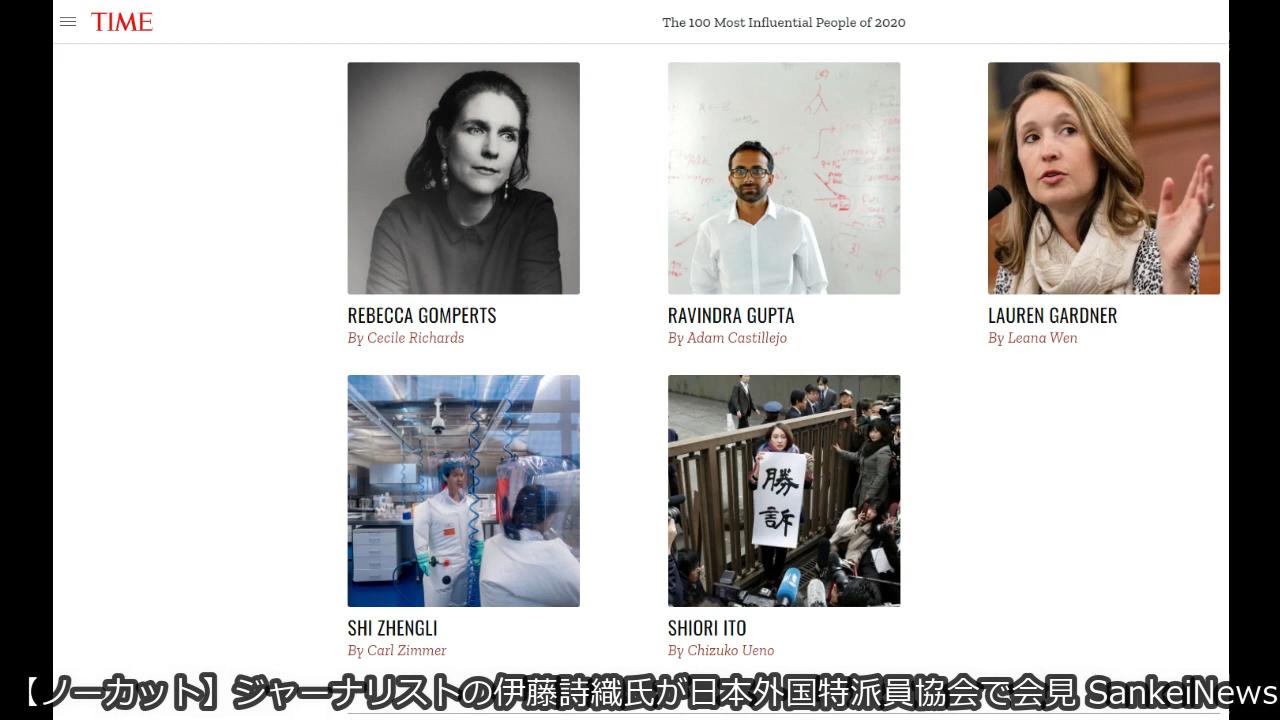 TIME
The 100 Most Influential People of 2020
REBECCA GOMPERTS
By Cecile Richards
RAVINDRA GUPTA
By Adam Castillejo
LAUREN GARDNER
By Leana Wen
勝訴
SHI ZHENGLI
By Carl Zimmer
SHIORI ITO
By Chizuko Ueno
【ノーカット】ジャーナリストの伊藤詩織氏が日本外国特派員協会で会見 SankeiNews